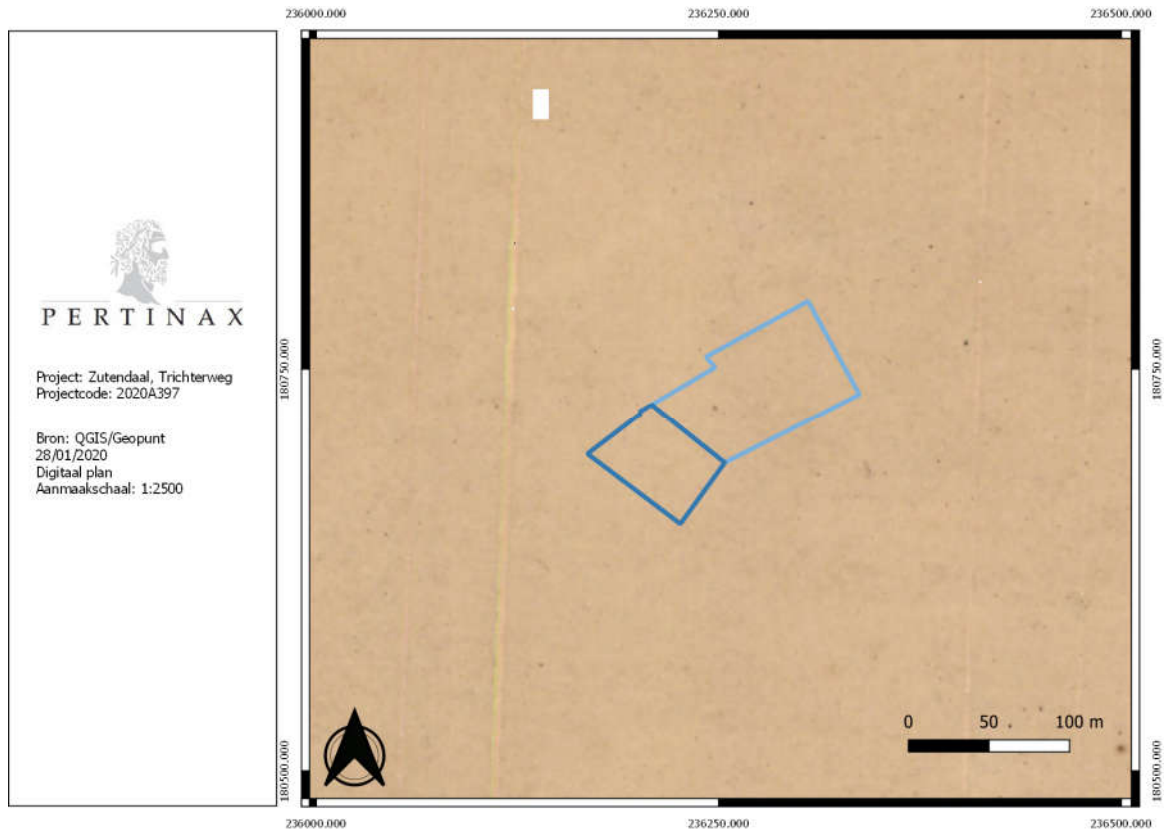 236000.000 236250.000 236500.000
PERTINAX
Project: Zutendaal, Trichterweg
Projectcode: 2020A397
Bron: QGIS/Geopunt
28/01/2020
Digitaal plan
Aanmaakschaal: 1:2500
180750.000 180750.000
0 50 100 m
180500.000 180500.000
236000.000 236250.000 236500.000